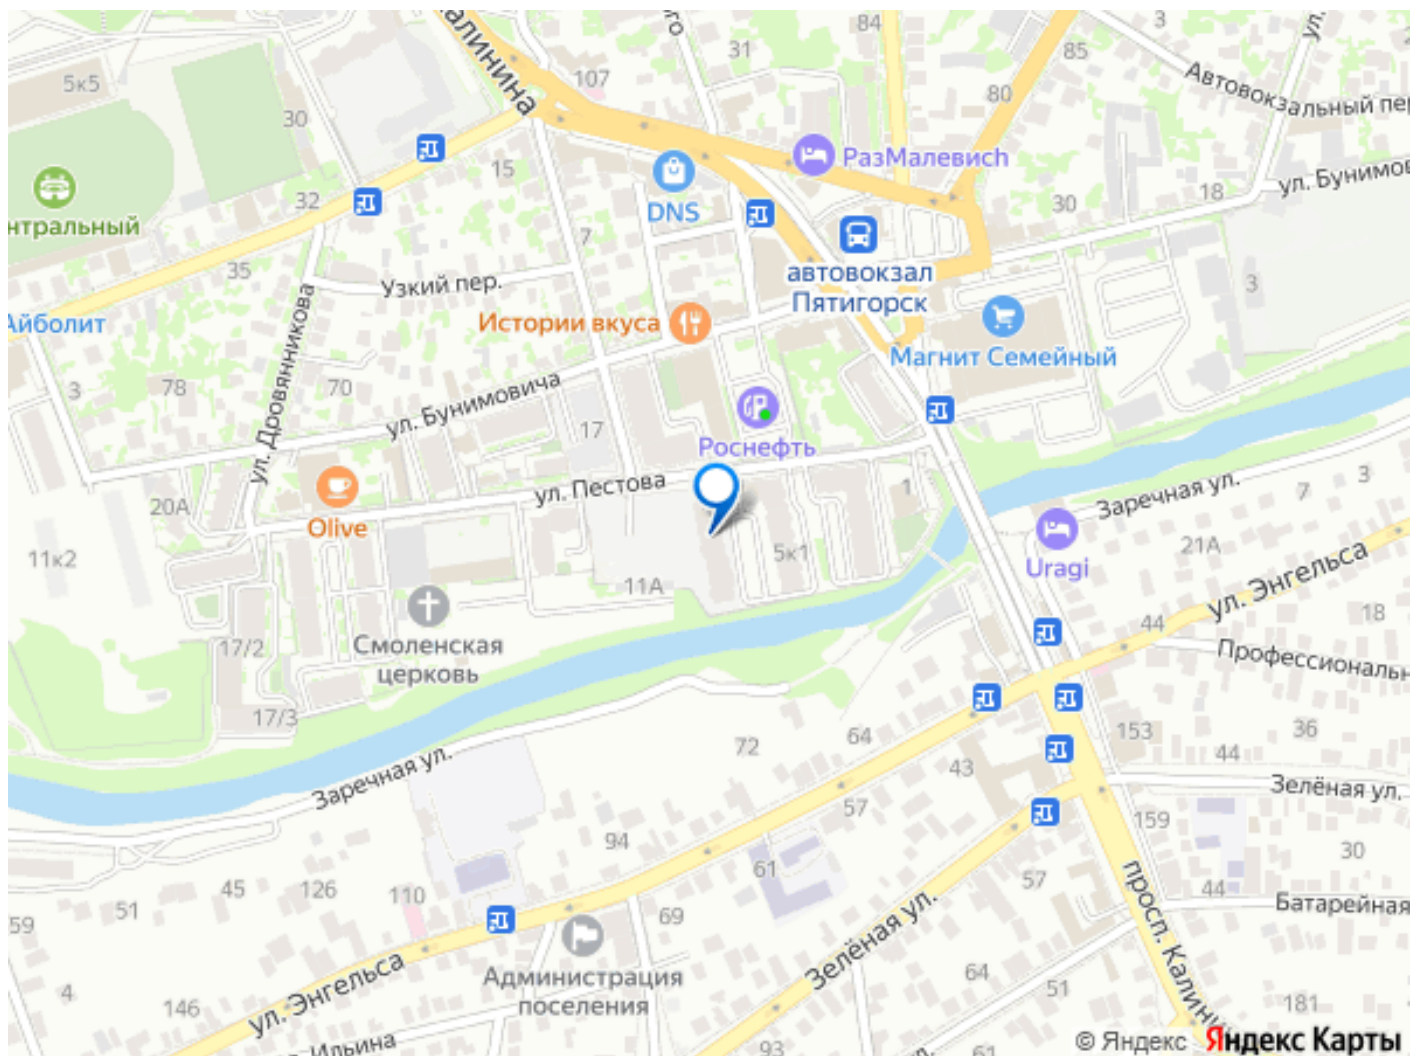 алинина
ого
31
84
85
3
ул.
5к5
107
80
Автовокзальный пер
30
15
РазМалевich
ул. Бунимов
18
нтральный
32
DNS
30
7
автовокзал
Пятигорск
35
Узкий пер.
3
Айболит
Истории вкуса
Магнит Семейный
ул. Дровянникова
3
78
70
ул. Бунимовича
17
Роснефть
ул. Пестова
1
Заречная ул.
7
3
20А
Olive
11к2
5к1
Uragi
21А
ул. Энгельса
11А
44
18
Смоленская
церковь
17/2
Профессиональн
17/3
72
64
153
36
44
43
Заречная ул.
Зелёная ул.
57
159
94
30
61
57
44
45
126
110
просп. Калини
Батарейная
59
51
69
Зелёная ул.
Администрация
поселения
64
51
4
146
ул. Энгельса
181
Ильина
ул.
93
61
© Яндекс Яндекс Карты